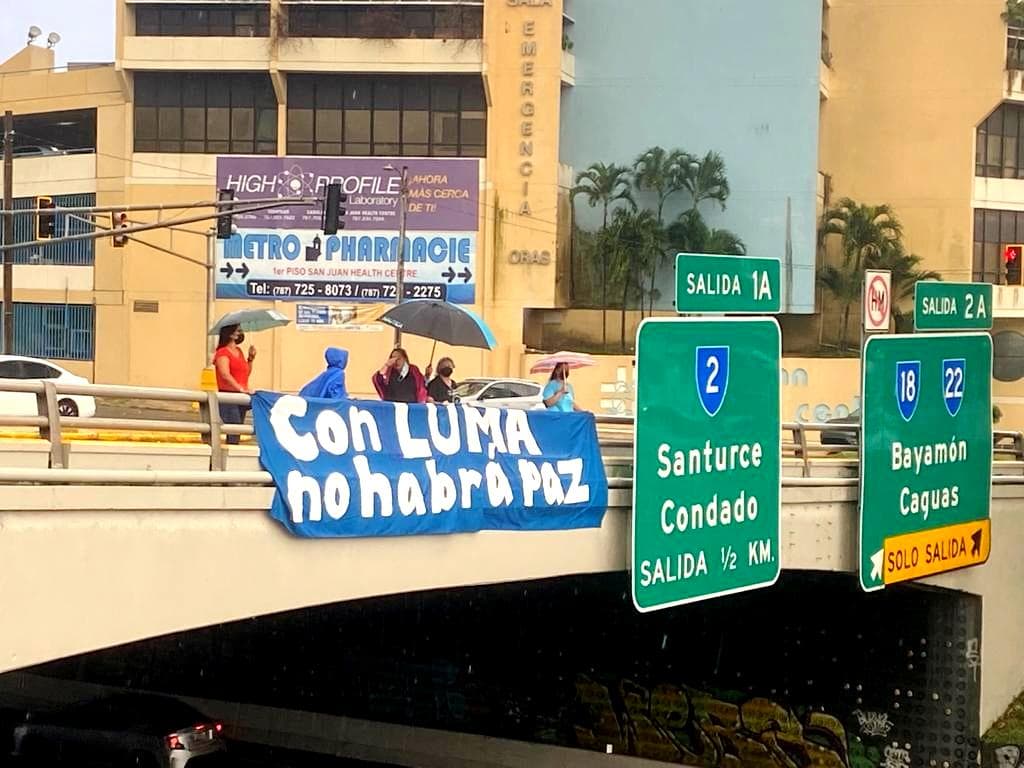 SALA
EMERGENCIA
ORAS
HIGH PROFILE
Laboratory
¡AHORA
MÁS CERCA
DE TI!
METRO PHARMACIE
1er PISO SAN JUAN HEALTH CENTRE
Tel: (787) 725 - 8073 / (787) 722 - 2275
Con LUMA
no habrá paz
SALIDA 1A
2
Santurce
Condado
SALIDA ½ KM.
HM
SALIDA 2A
18 22
Bayamón
Caguas
SOLO SALIDA